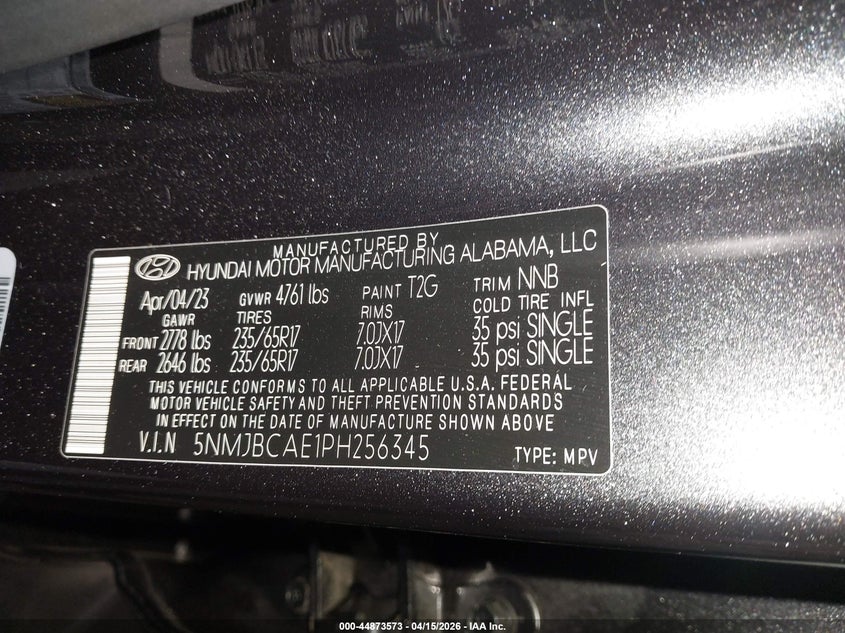 MANUFACTURED BY
HYUNDAI MOTOR MANUFACTURING ALABAMA, LLC
Apr/04/23 GVWR 4761 lbs PAINT T2G TRIM NNB
GAWR TIRES RIMS COLD TIRE INFL
FRONT 2778 lbs 235/65R17 7.0JX17 35 psi SINGLE
REAR 2646 lbs 235/65R17 7.0JX17 35 psi SINGLE
THIS VEHICLE CONFORMS TO ALL APPLICABLE U.S.A. FEDERAL
MOTOR VEHICLE SAFETY AND THEFT PREVENTION STANDARDS
IN EFFECT ON THE DATE OF MANUFACTURE SHOWN ABOVE
V.I.N 5NMJBCAE1PH256345 TYPE: MPV
000-44873573 - 04/15/2026 - IAA Inc.